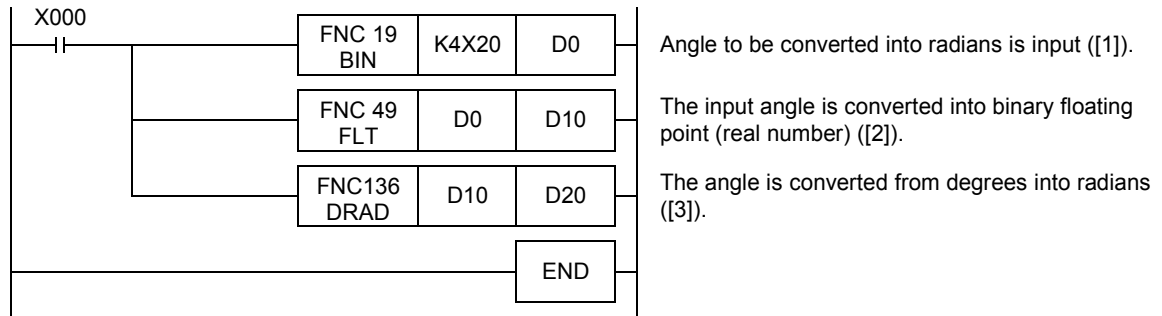 X000
FNC 19
BIN
K4X20
D0
Angle to be converted into radians is input ([1]).
FNC 49
FLT
D0
D10
The input angle is converted into binary floating
point (real number) ([2]).
FNC136
DRAD
D10
D20
The angle is converted from degrees into radians
([3]).
END